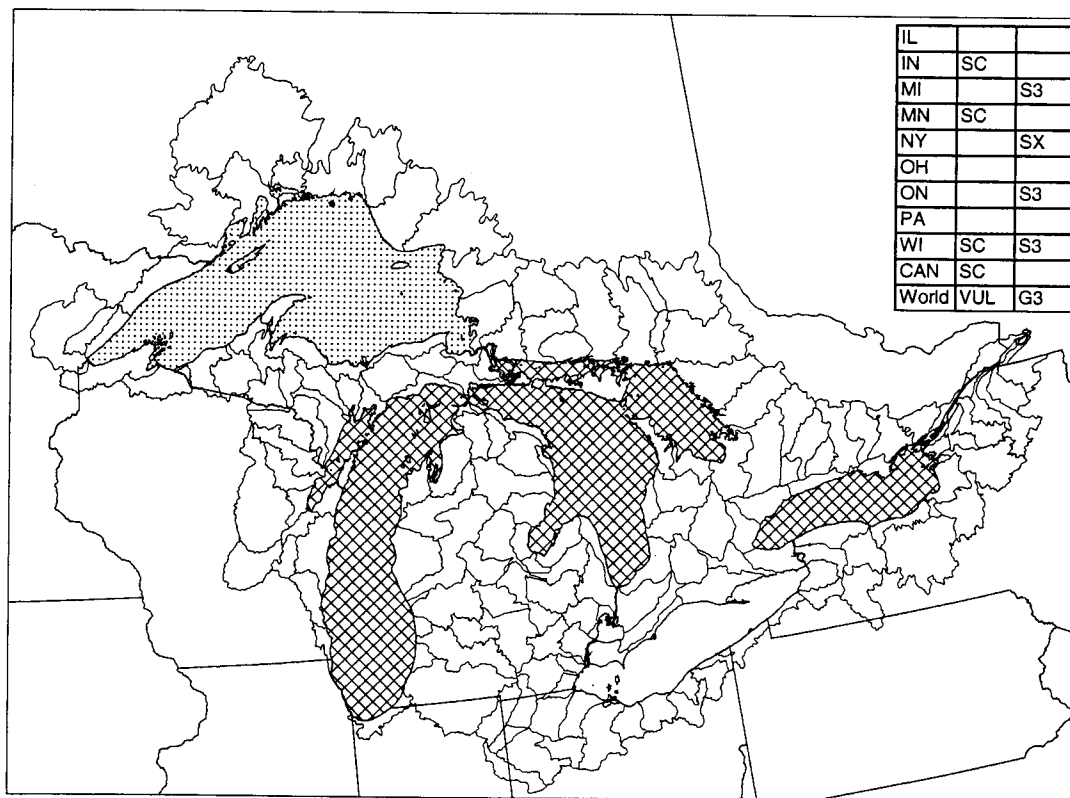 IL
IN SC
MI S3
MN SC
NY SX
OH
ON S3
PA
WI SC S3
CAN SC
World VUL G3